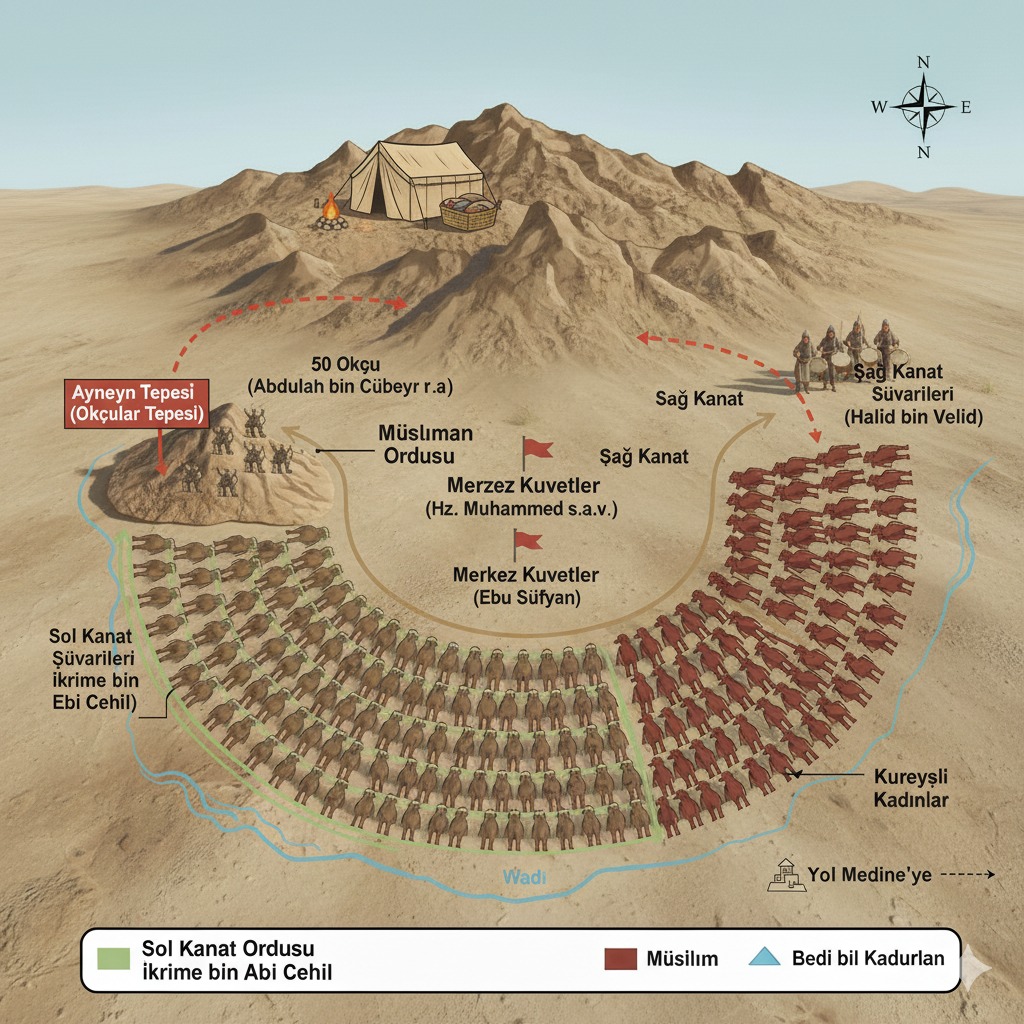 N
W
E
N
50 Okçu
(Abdulah bin Cübeyr r.a)
Ayneyn Tepesi
(Okçular Tepesi)
Sağ Kanat
Şağ Kanat
Süvarileri
(Halid bin Velid)
Müslıman
Ordusu
Şağ Kanat
Merzez Kuvetler
(Hz. Muhammed s.a.v.)
Merkez Kuvetler
(Ebu Süfyan)
Sol Kanat
Şüvarileri
ikrime bin
Ebi Cehil)
Kureyşli
Kadınlar
Wadi
Yol Medine'ye
Sol Kanat Ordusu
ikrime bin Abi Cehil
Müsilım
Bedi bil Kadurlan